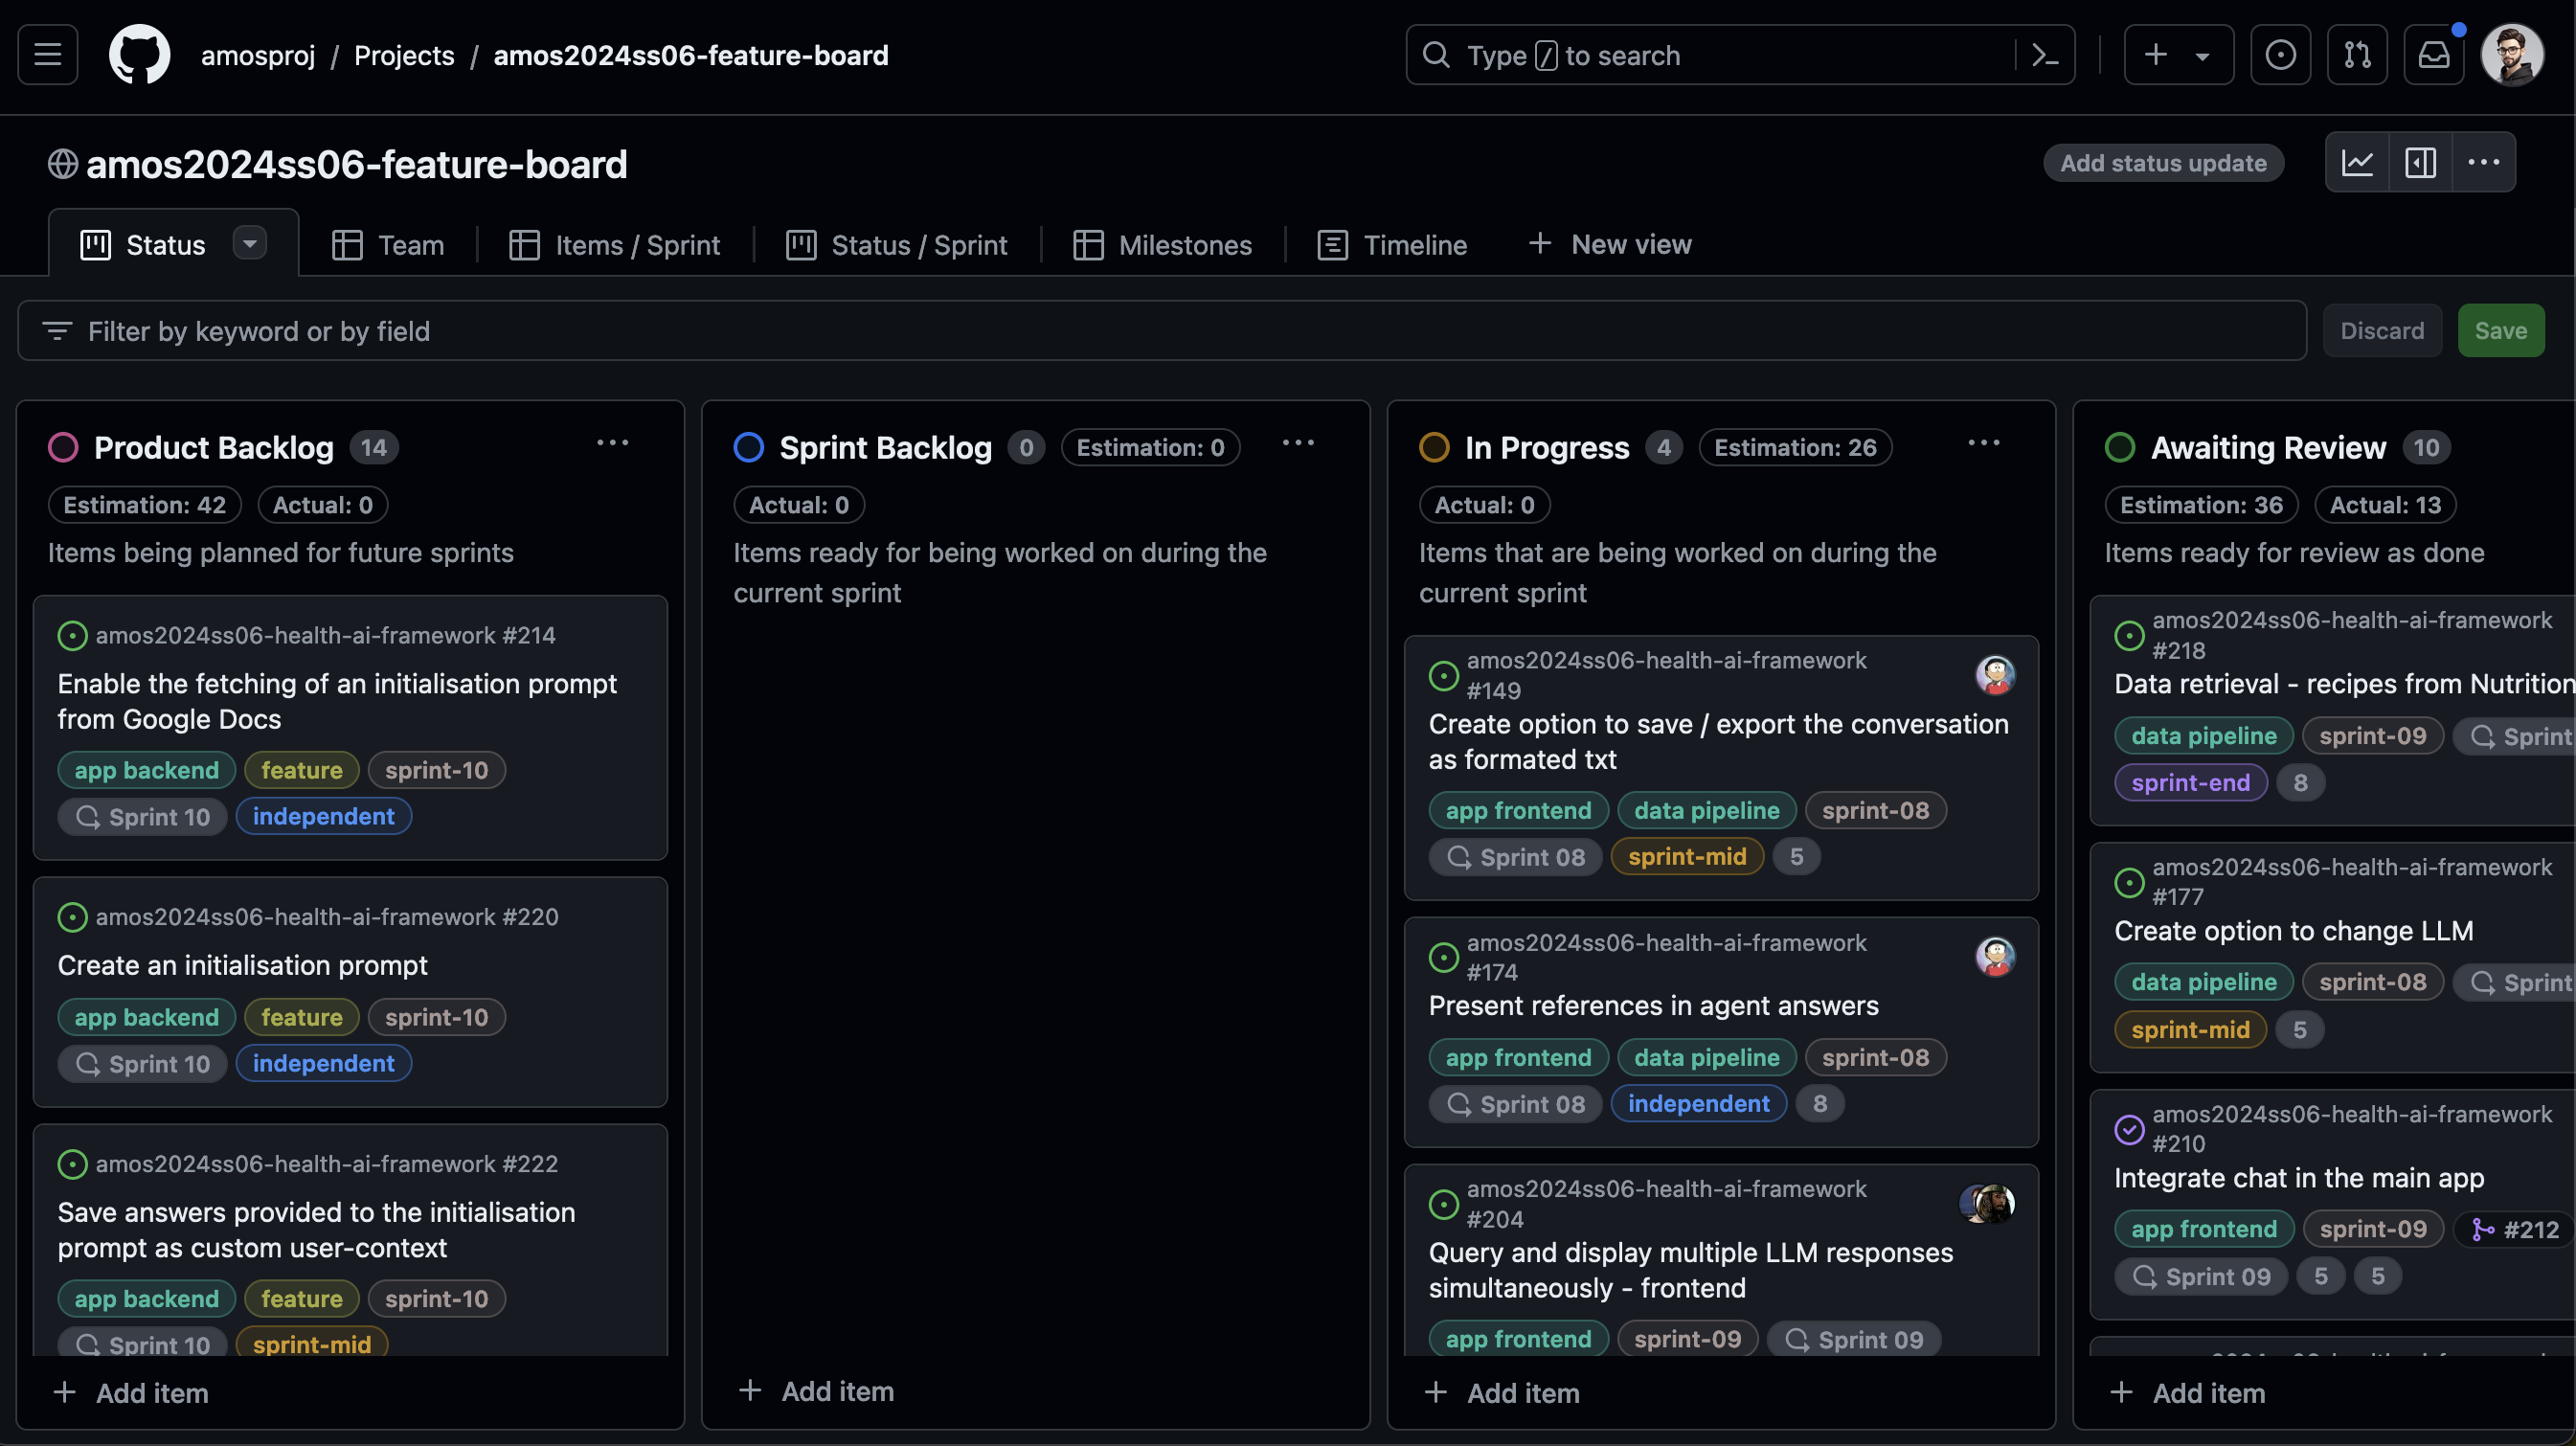 amosproj / Projects / amos2024ss06-feature-board
Type / to search
amos2024ss06-feature-board
Add status update
Status
Team
Items / Sprint
Status / Sprint
Milestones
Timeline
New view
Filter by keyword or by field
Discard
Save
Product Backlog 14
Estimation: 42 Actual: 0
Items being planned for future sprints
amos2024ss06-health-ai-framework #214
Enable the fetching of an initialisation prompt
from Google Docs
app backend feature sprint-10
Sprint 10 independent
amos2024ss06-health-ai-framework #220
Create an initialisation prompt
app backend feature sprint-10
Sprint 10 independent
amos2024ss06-health-ai-framework #222
Save answers provided to the initialisation
prompt as custom user-context
app backend feature sprint-10
Sprint 10 sprint-mid
Add item
Sprint Backlog 0 Estimation: 0
Actual: 0
Items ready for being worked on during the
current sprint
Add item
In Progress 4 Estimation: 26
Actual: 0
Items that are being worked on during the
current sprint
amos2024ss06-health-ai-framework
#149
Create option to save / export the conversation
as formated txt
app frontend data pipeline sprint-08
Sprint 08 sprint-mid 5
amos2024ss06-health-ai-framework
#174
Present references in agent answers
app frontend data pipeline sprint-08
Sprint 08 independent 8
amos2024ss06-health-ai-framework
#204
Query and display multiple LLM responses
simultaneously - frontend
app frontend sprint-09 Sprint 09
Add item
Awaiting Review 10
Estimation: 36 Actual: 13
Items ready for review as done
amos2024ss06-health-ai-framework
#218
Data retrieval - recipes from Nutrition
data pipeline sprint-09 Sprint
sprint-end 8
amos2024ss06-health-ai-framework
#177
Create option to change LLM
data pipeline sprint-08 Sprint
sprint-mid 5
amos2024ss06-health-ai-framework
#210
Integrate chat in the main app
app frontend sprint-09 #212
Sprint 09 5 5
Add item